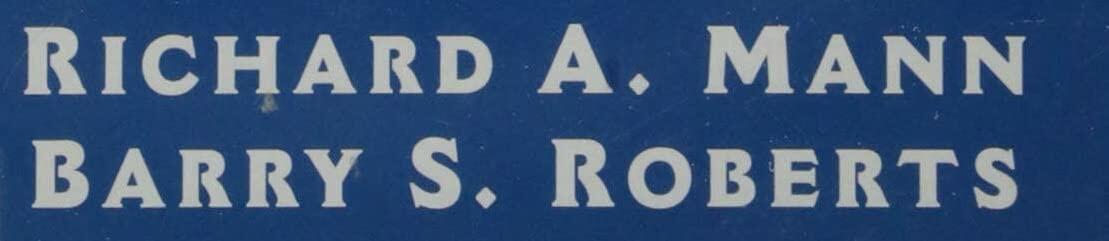 RICHARD A. MANN
BARRY S. ROBERTS